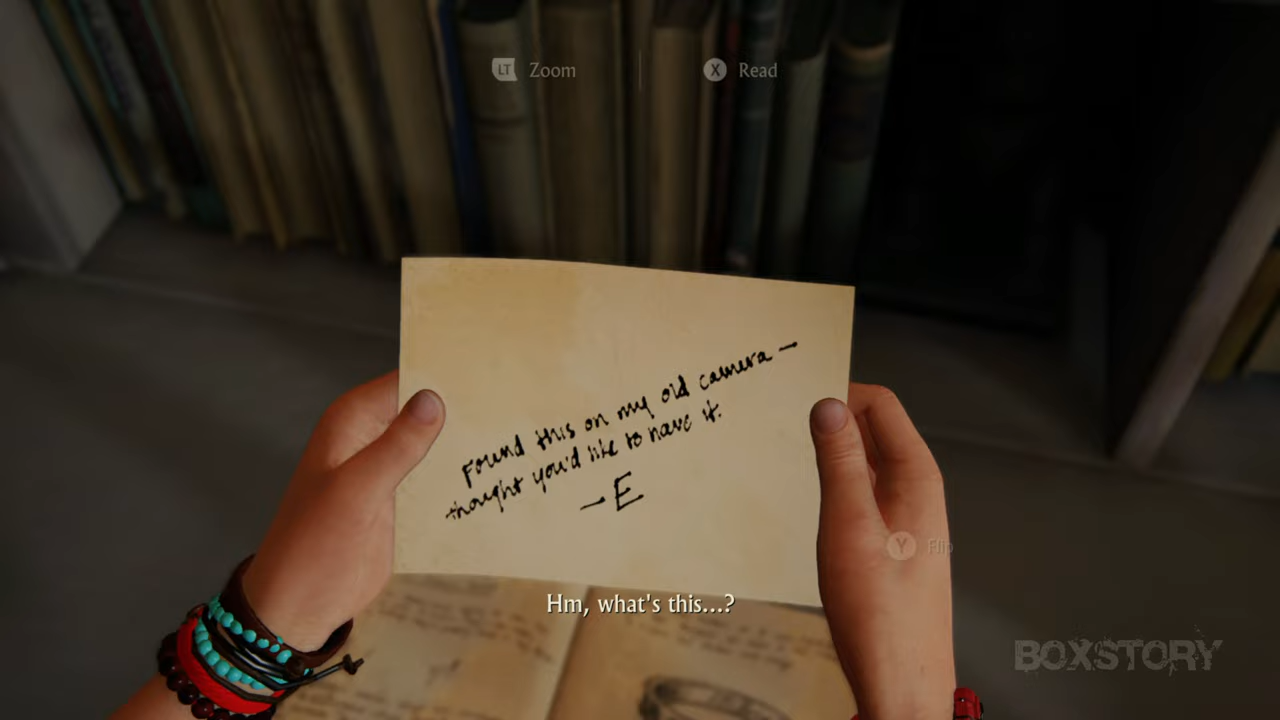 LT Zoom
X Read
Found this on my old camera —
thought you'd like to have it.
— E
Y Flip
Hm, what's this...?
BOXSTORY